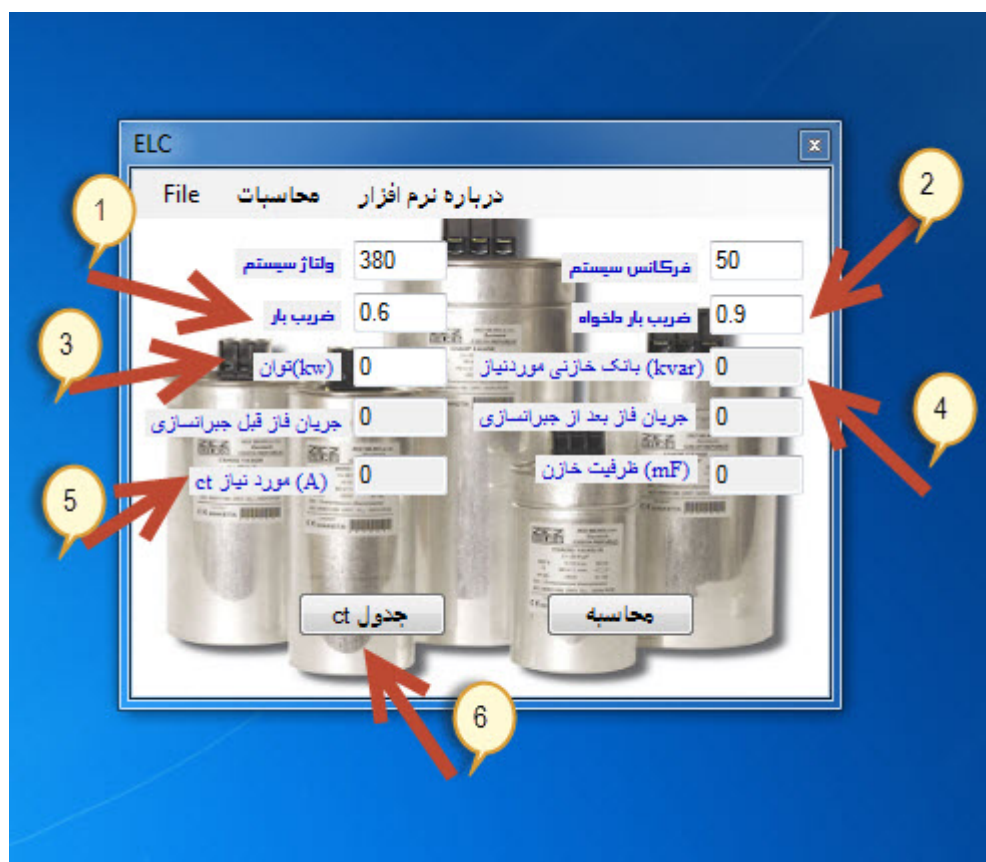 ELC
File محاسبات درباره نرم افزار
1
2
ولتاژ سیستم 380
فرکانس سیستم 50
ضریب بار 0.6
ضریب بار دلخواه 0.9
3
توان(kw) 0
(kvar) بانک خازنی موردنیاز 0
4
جریان فاز قبل جبرانسازی 0
جریان فاز بعد از جبرانسازی 0
5
ct مورد نیاز (A) 0
(mF) ظرفیت خازن 0
جدول ct
محاسبه
6